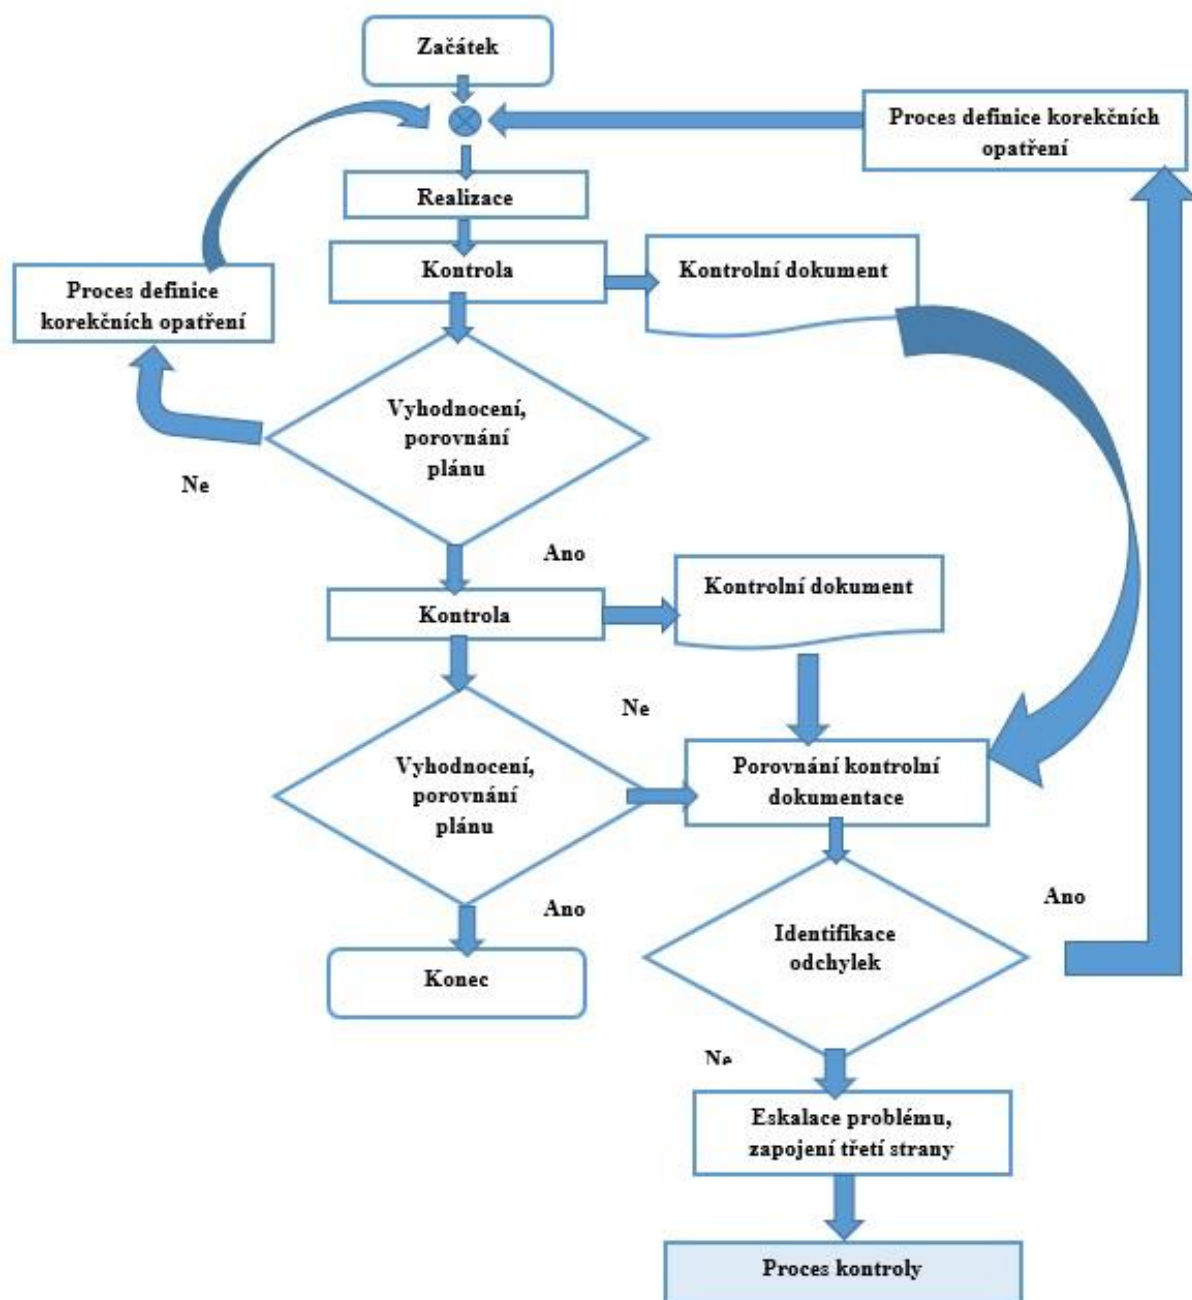 Začátek
Proces definice korekčních
opatření
Realizace
Kontrola
Kontrolní dokument
Proces definice
korekčních opatření
Vyhodnocení,
porovnání
plánu
Ne
Ano
Kontrola
Kontrolní dokument
Ne
Vyhodnocení,
porovnání
plánu
Porovnání kontrolní
dokumentace
Ano
Ano
Identifikace
odchylek
Konec
Ne
Eskalace problému,
zapojení třetí strany
Proces kontroly